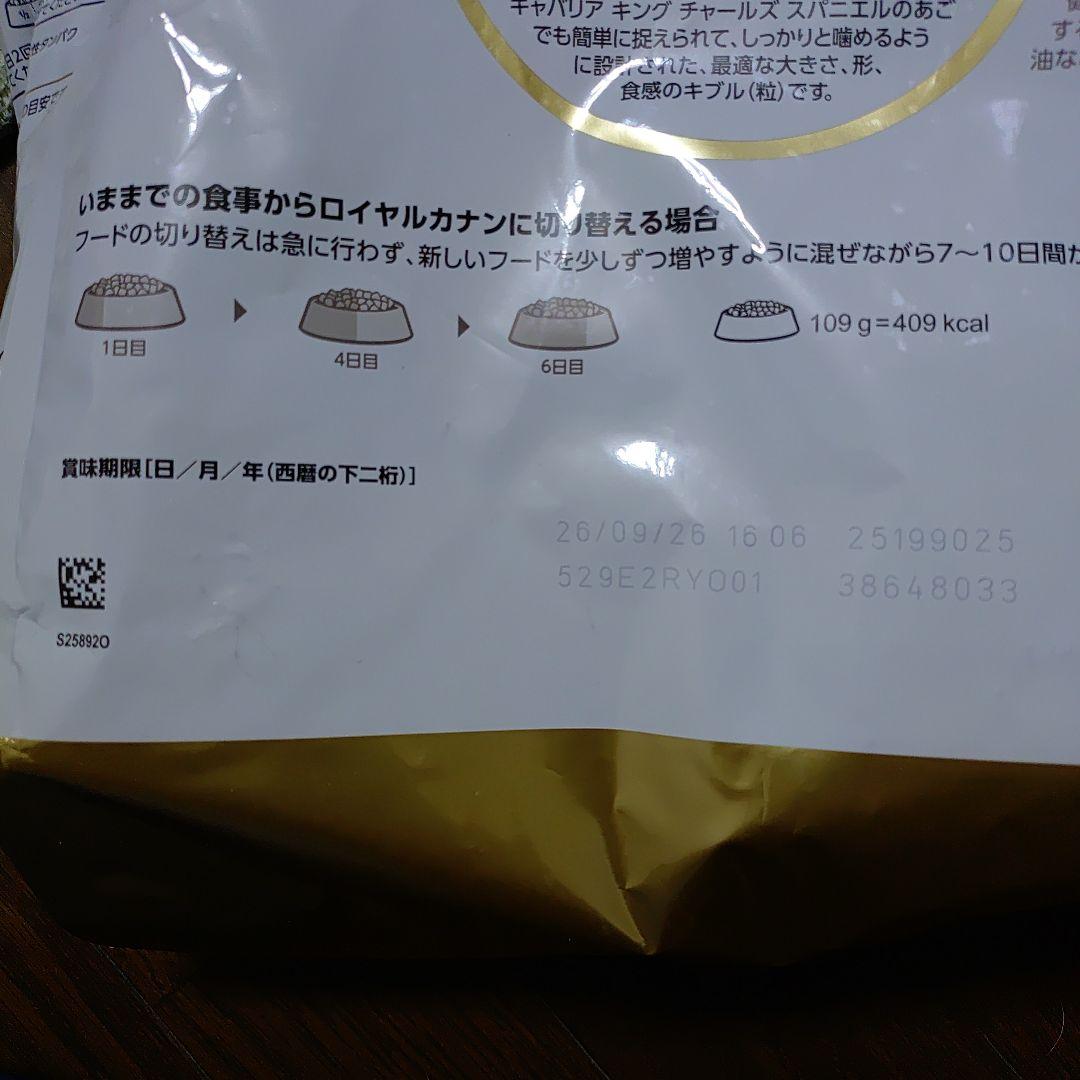 キャバリア キング チャールズ スパニエルのあご
でも簡単に捉えられて、しっかりと噛めるよう
に設計された、最適な大きさ、形、
食感のキブル(粒)です。
油な
いままでの食事からロイヤルカナンに切り替える場合
フードの切り替えは急に行わず、新しいフードを少しずつ増やすように混ぜながら7〜10日間か
1日目
4日目
6日目
109 g=409 kcal
賞味期限[日/月/年(西暦の下二桁)]
26/09/26 16 06 25199025
529E2RYO01 38648033
S25892O